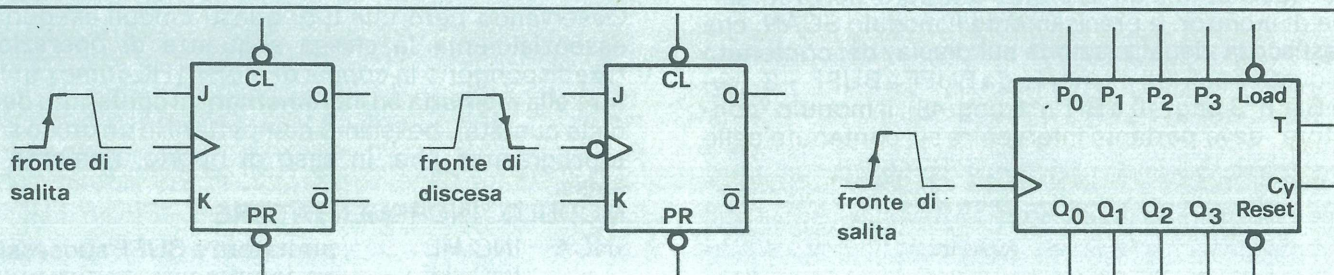 CL
J Q
K Q̅
PR
fronte di
salita
CL
J Q
K Q̅
PR
fronte di
discesa
P0 P1 P2 P3 Load
T
Cy
Q0 Q1 Q2 Q3 Reset
fronte di
salita